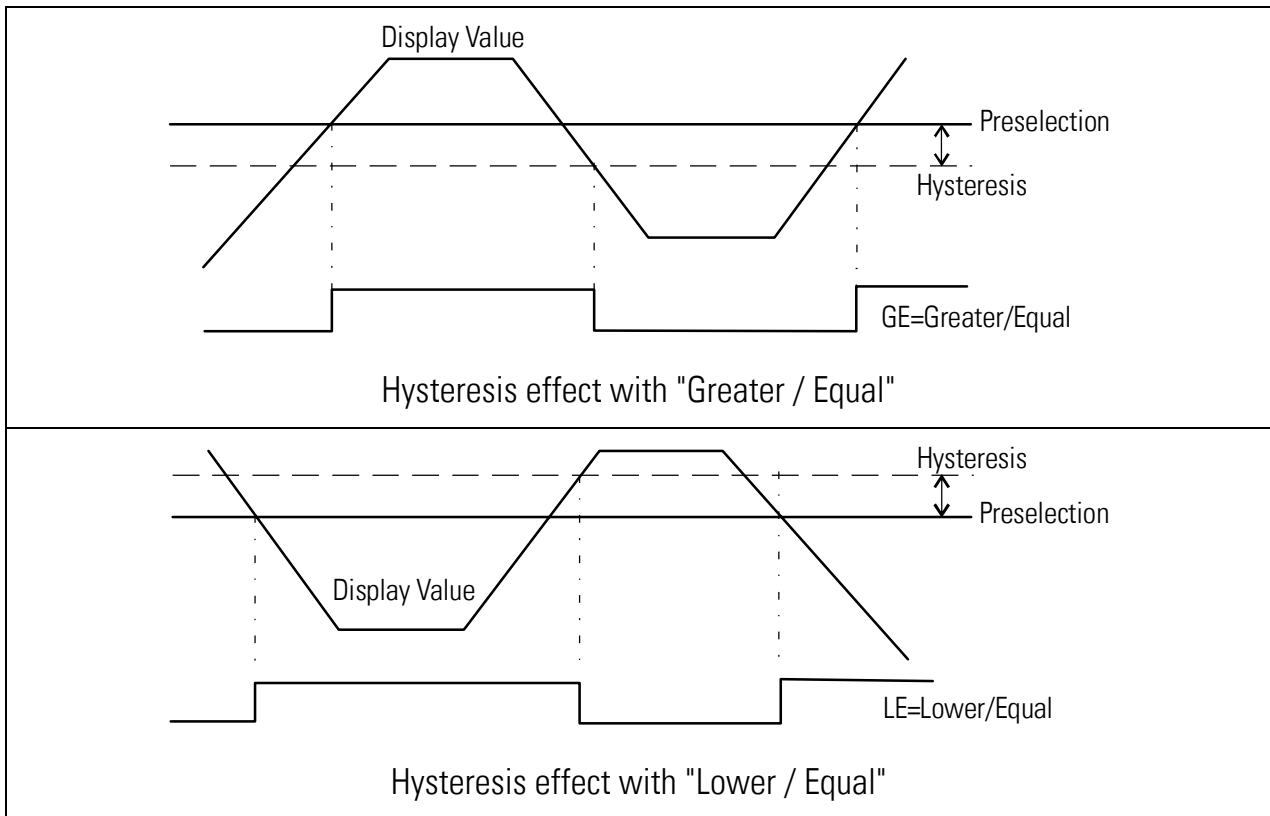 Display Value
Preselection
Hysteresis
GE=Greater/Equal
Hysteresis effect with "Greater / Equal"
Hysteresis
Preselection
Display Value
LE=Lower/Equal
Hysteresis effect with "Lower / Equal"